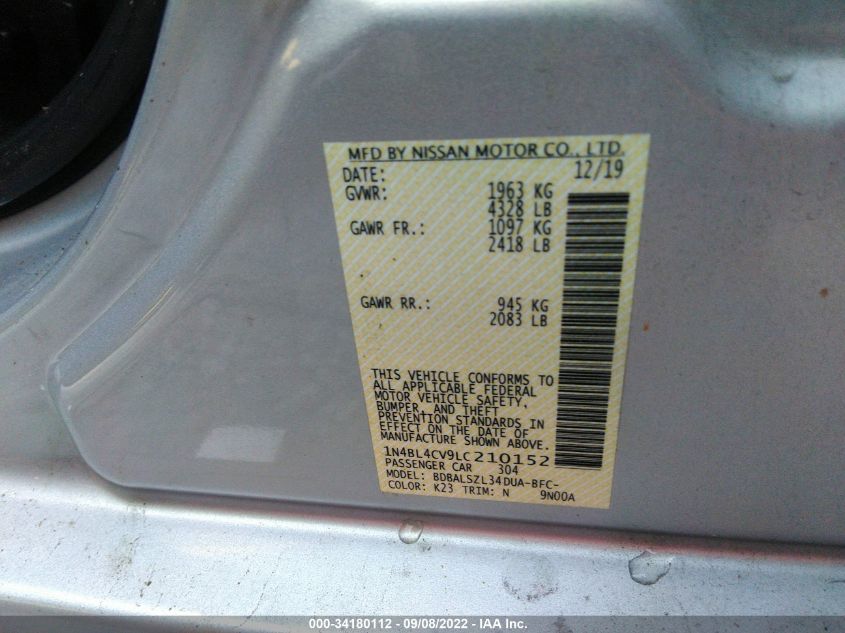 MFD BY NISSAN MOTOR CO., LTD.
DATE: 12/19
GVWR: 1963 KG
4328 LB
GAWR FR.: 1097 KG
2418 LB
GAWR RR.: 945 KG
2083 LB
THIS VEHICLE CONFORMS TO
ALL APPLICABLE FEDERAL
MOTOR VEHICLE SAFETY,
BUMPER, AND THEFT
PREVENTION STANDARDS IN
EFFECT ON THE DATE OF
MANUFACTURE SHOWN ABOVE.
1N4BL4CV9LC210152
PASSENGER CAR 304
MODEL: BDBALSZL34DUA-BFC-
COLOR: K23 TRIM: N 9N00A
000-34180112 - 09/08/2022 - IAA Inc.